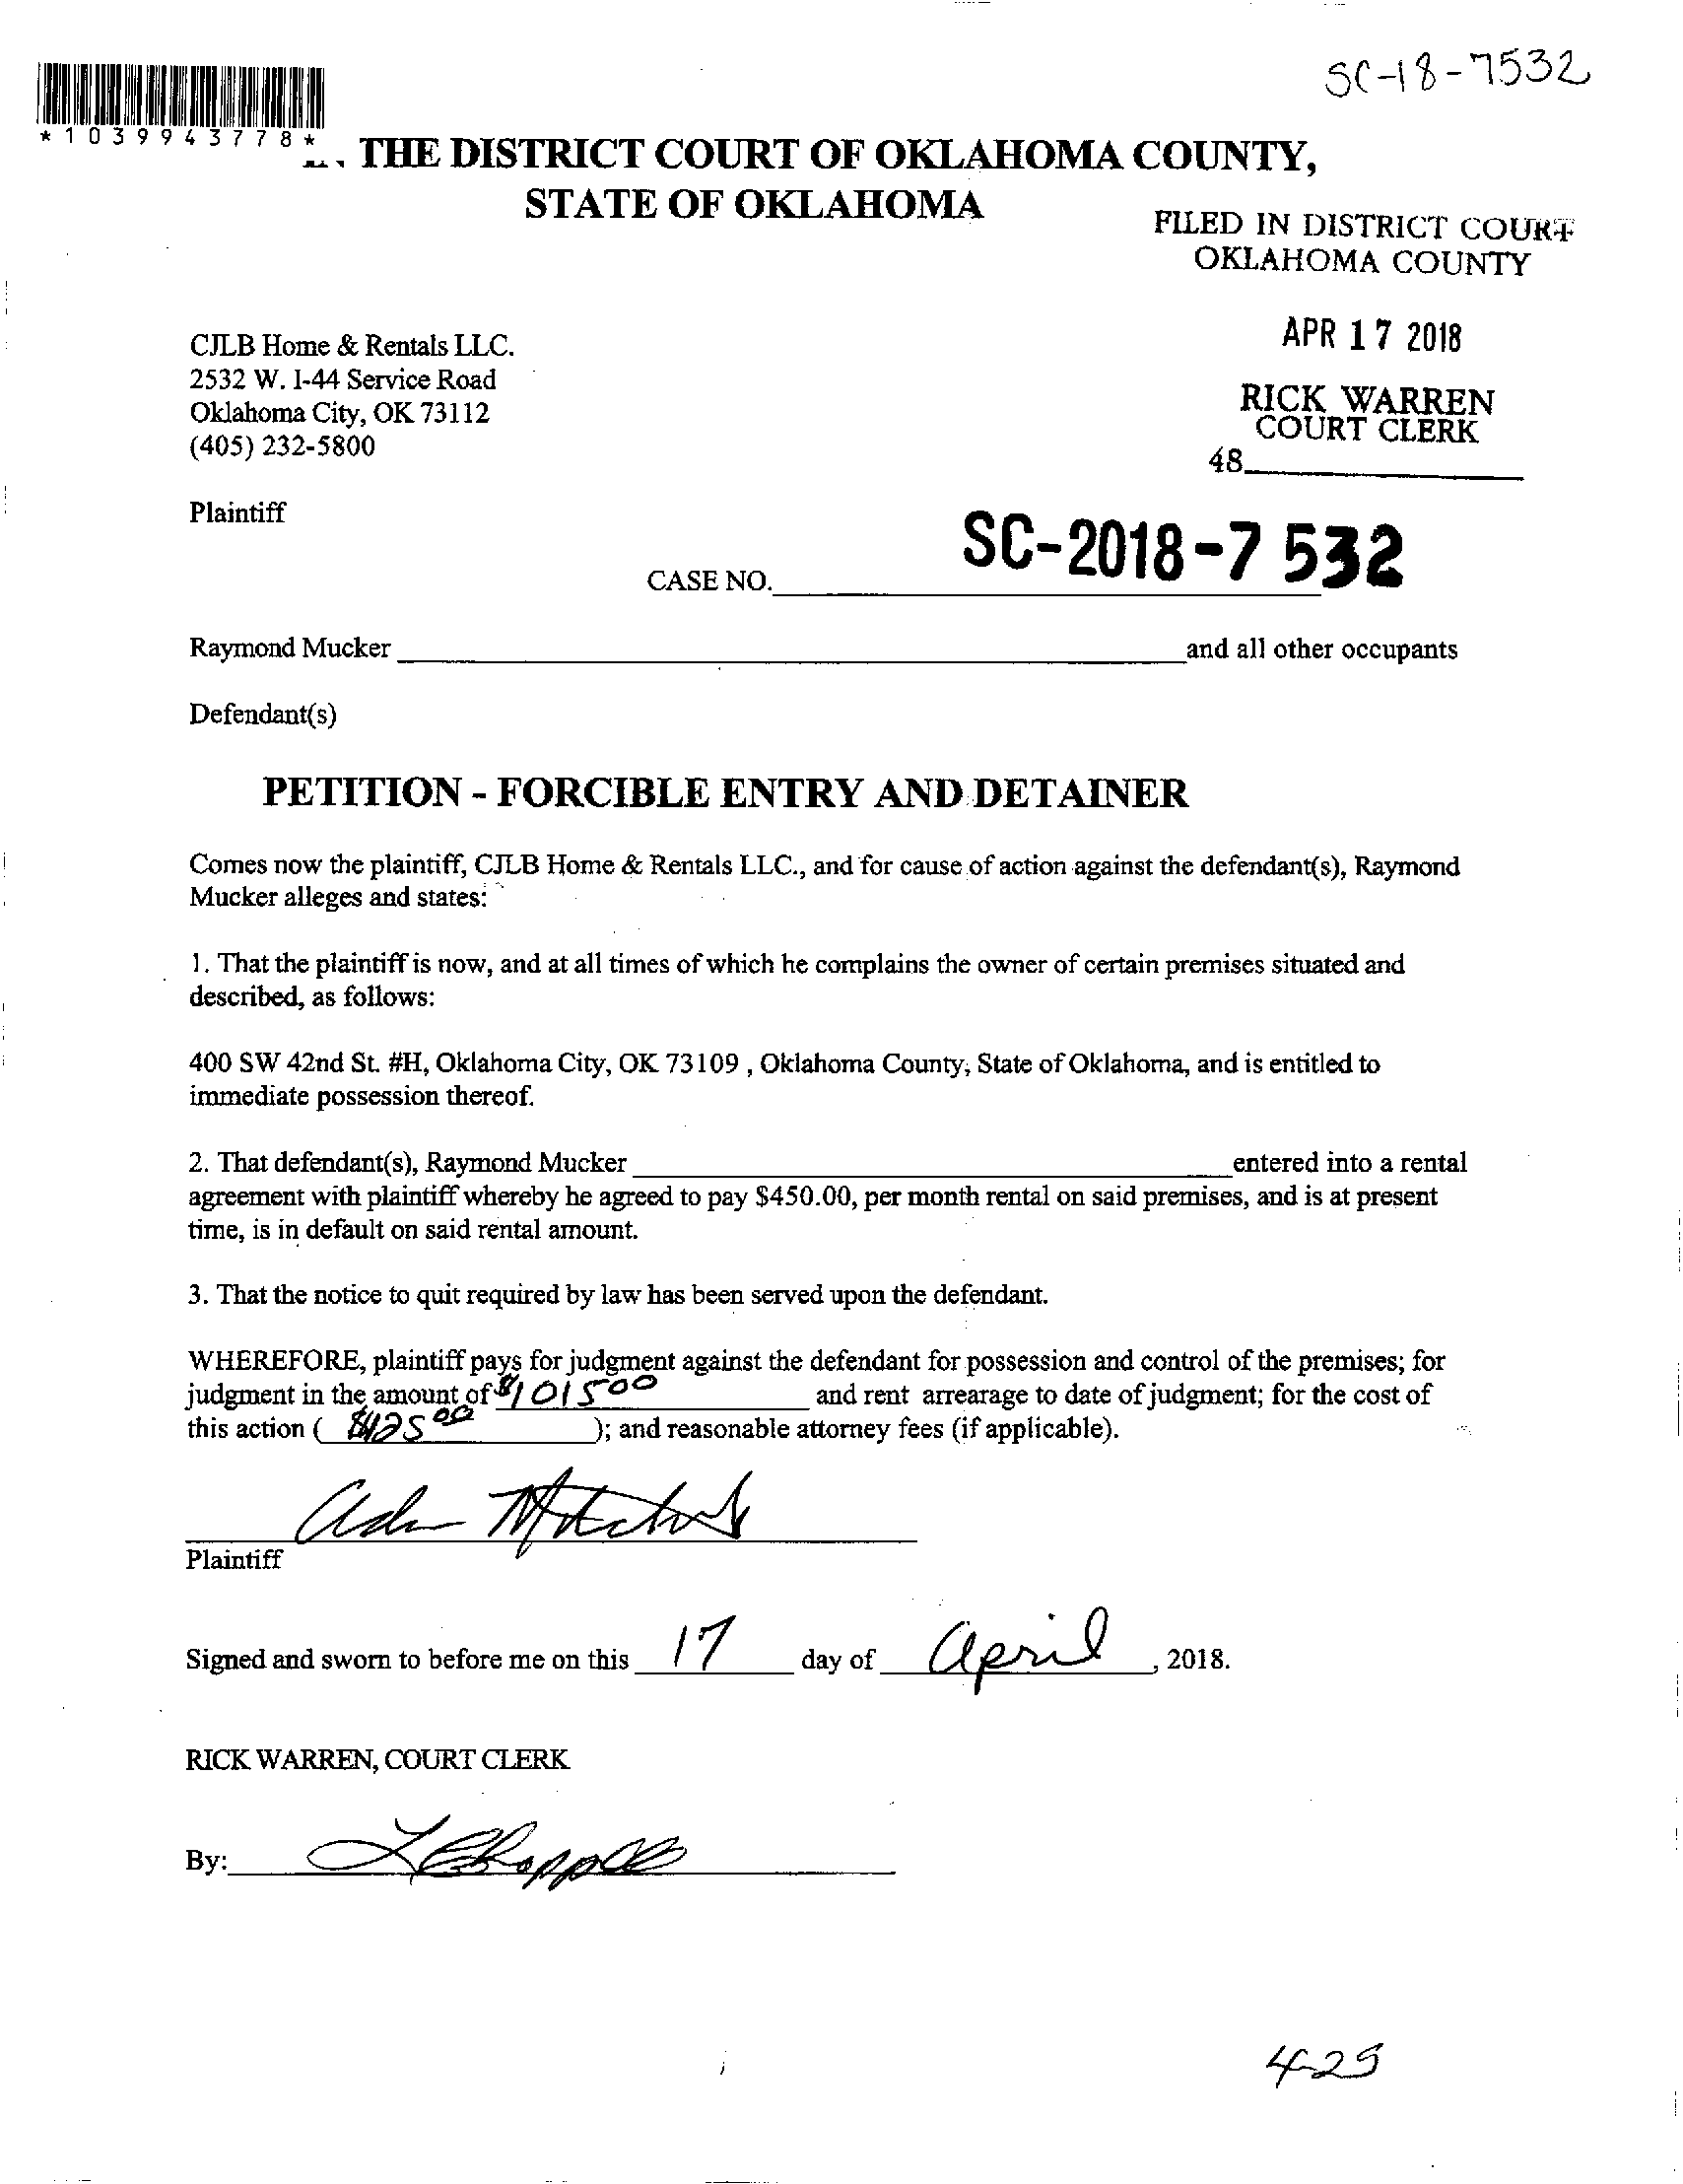 SC-18-7532
*1039943778*
THE DISTRICT COURT OF OKLAHOMA COUNTY,
STATE OF OKLAHOMA
FILED IN DISTRICT COURT
OKLAHOMA COUNTY
APR 17 2018
RICK WARREN
COURT CLERK
48
CJLB Home & Rentals LLC.
2532 W. I-44 Service Road
Oklahoma City, OK 73112
(405) 232-5800
Plaintiff
CASE NO. SC-2018-7 532
Raymond Mucker and all other occupants
Defendant(s)
PETITION - FORCIBLE ENTRY AND DETAINER
Comes now the plaintiff, CJLB Home & Rentals LLC., and for cause of action against the defendant(s), Raymond
Mucker alleges and states:
1. That the plaintiff is now, and at all times of which he complains the owner of certain premises situated and
described, as follows:
400 SW 42nd St. #H, Oklahoma City, OK 73109 , Oklahoma County, State of Oklahoma, and is entitled to
immediate possession thereof.
2. That defendant(s), Raymond Mucker entered into a rental
agreement with plaintiff whereby he agreed to pay $450.00, per month rental on said premises, and is at present
time, is in default on said rental amount.
3. That the notice to quit required by law has been served upon the defendant.
WHEREFORE, plaintiff pays for judgment against the defendant for possession and control of the premises; for
judgment in the amount of $1015 00 and rent arrearage to date of judgment; for the cost of
this action ( ); and reasonable attorney fees (if applicable).
Plaintiff
Signed and sworn to before me on this 17 day of April, 2018.
RICK WARREN, COURT CLERK
By:
4-25